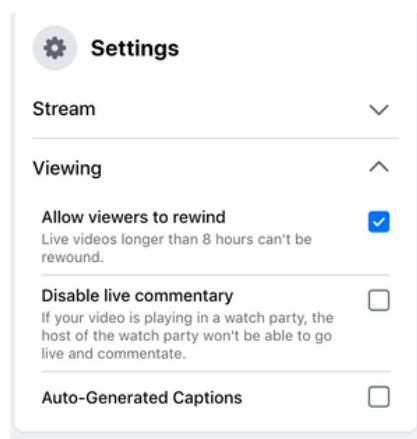 Settings
Stream
Viewing
Allow viewers to rewind
Live videos longer than 8 hours can't be
rewound.
Disable live commentary
If your video is playing in a watch party, the
host of the watch party won't be able to go
live and commentate.
Auto-Generated Captions